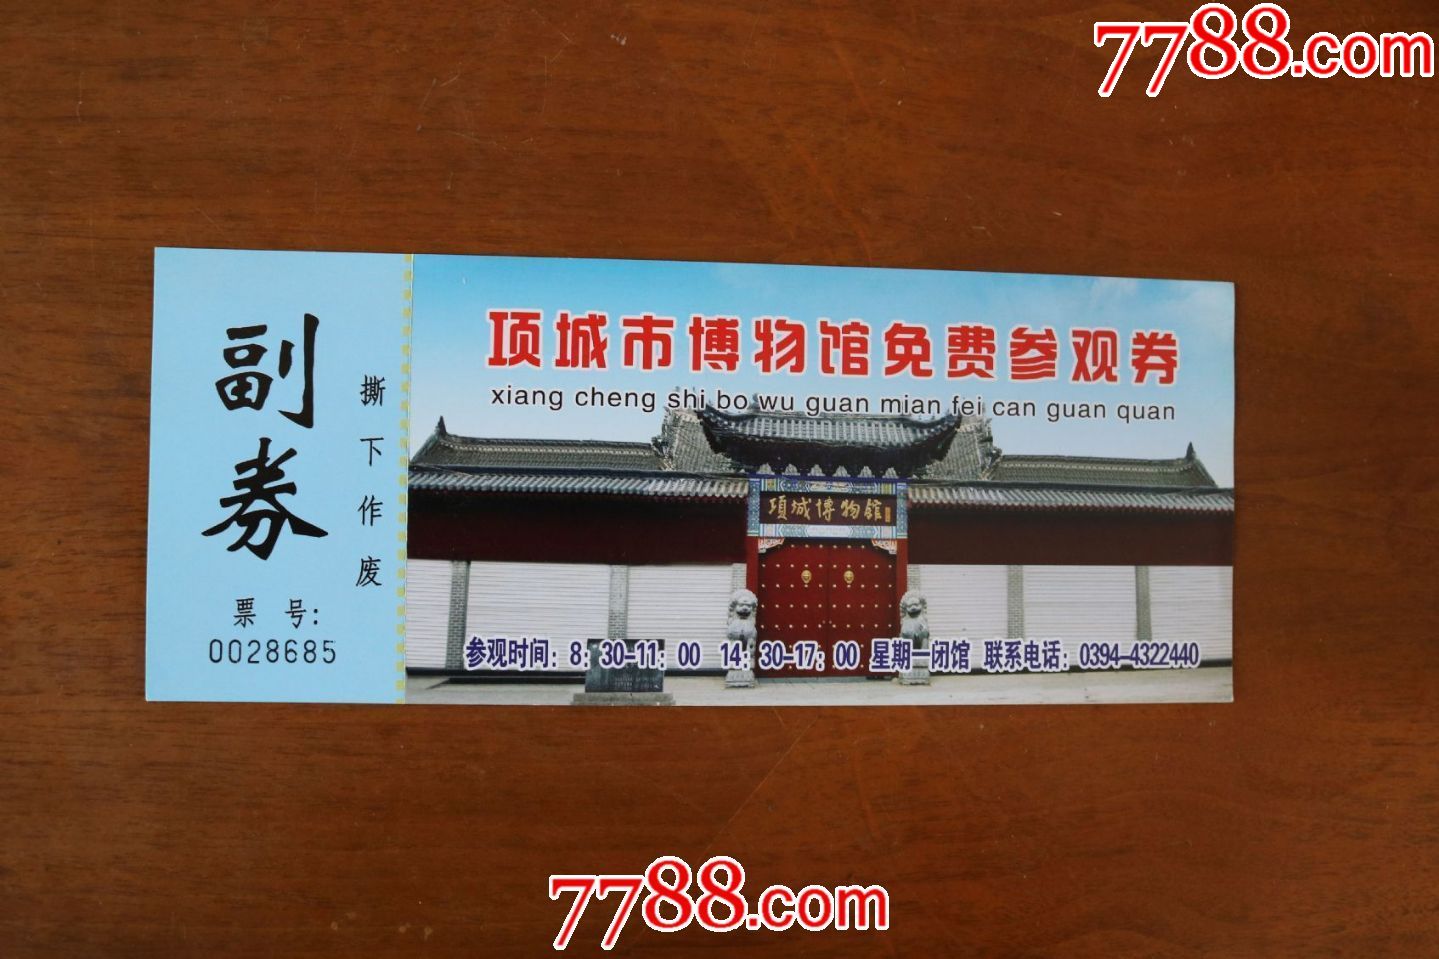 7788.com
副券
撕下作废
票号:
0028685
项城市博物馆免费参观券
xiang cheng shi bo wu guan mian fei can guan quan
项城博物馆
参观时间：8：30-11：00 14：30-17：00 星期一闭馆 联系电话：0394-4322440
7788.com